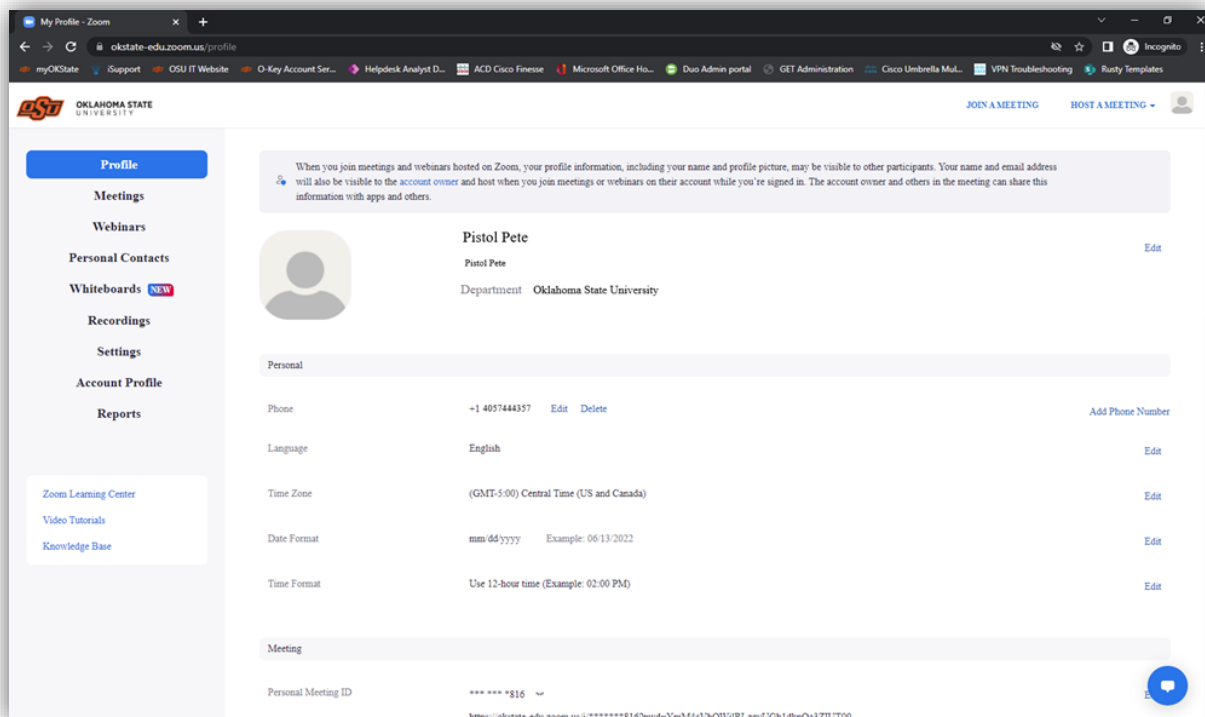 My Profile - Zoom
okstate-edu.zoom.us/profile
Incognito
myOKState iSupport OSU IT Website O-Key Account Ser... Helpdesk Analyst D... ACD Cisco Finesse Microsoft Office Ho... Duo Admin portal GET Administration Cisco Umbrella Mul... VPN Troubleshooting Rusty Templates
OSU OKLAHOMA STATE
UNIVERSITY
JOIN A MEETING HOST A MEETING
Profile
Meetings
Webinars
Personal Contacts
Whiteboards NEW
Recordings
Settings
Account Profile
Reports
Zoom Learning Center
Video Tutorials
Knowledge Base
When you join meetings and webinars hosted on Zoom, your profile information, including your name and profile picture, may be visible to other participants. Your name and email address
will also be visible to the account owner and host when you join meetings or webinars on their account while you're signed in. The account owner and others in the meeting can share this
information with apps and others.
Pistol Pete
Edit
Pistol Pete
Department Oklahoma State University
Personal
Phone +1 4057444357 Edit Delete Add Phone Number
Language English Edit
Time Zone (GMT-5:00) Central Time (US and Canada) Edit
Date Format mm/dd/yyyy Example: 06/13/2022 Edit
Time Format Use 12-hour time (Example: 02:00 PM) Edit
Meeting
Personal Meeting ID *** *** *816